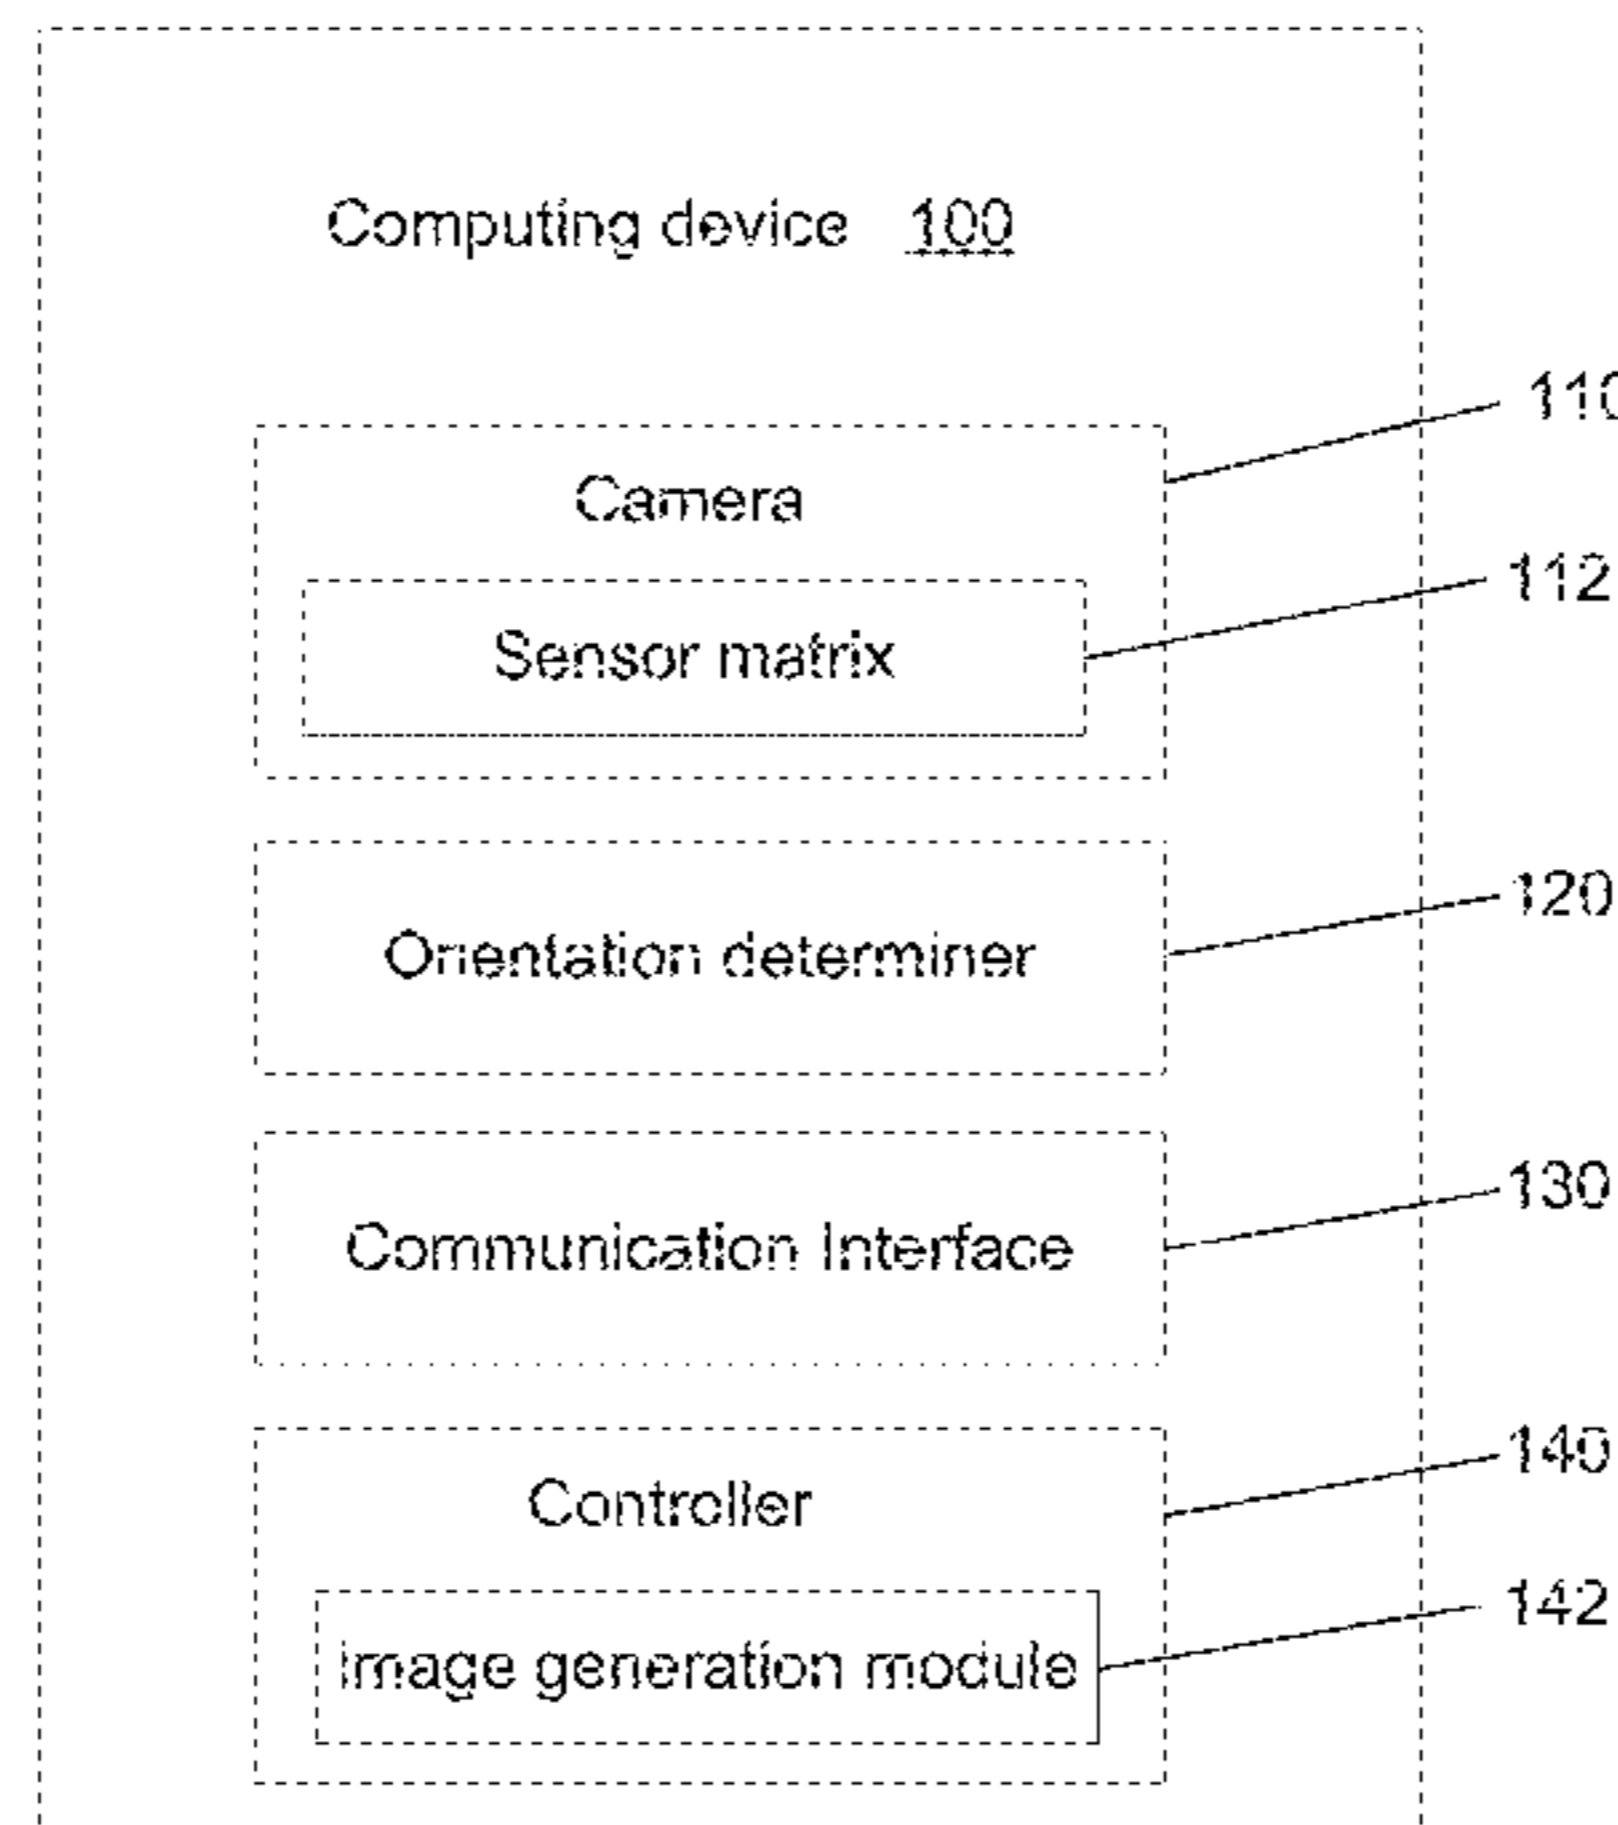 Computing device 100
110
Camera
112
Sensor matrix
120
Orientation determiner
130
Communication Interface
140
Controller
142
Image generation module